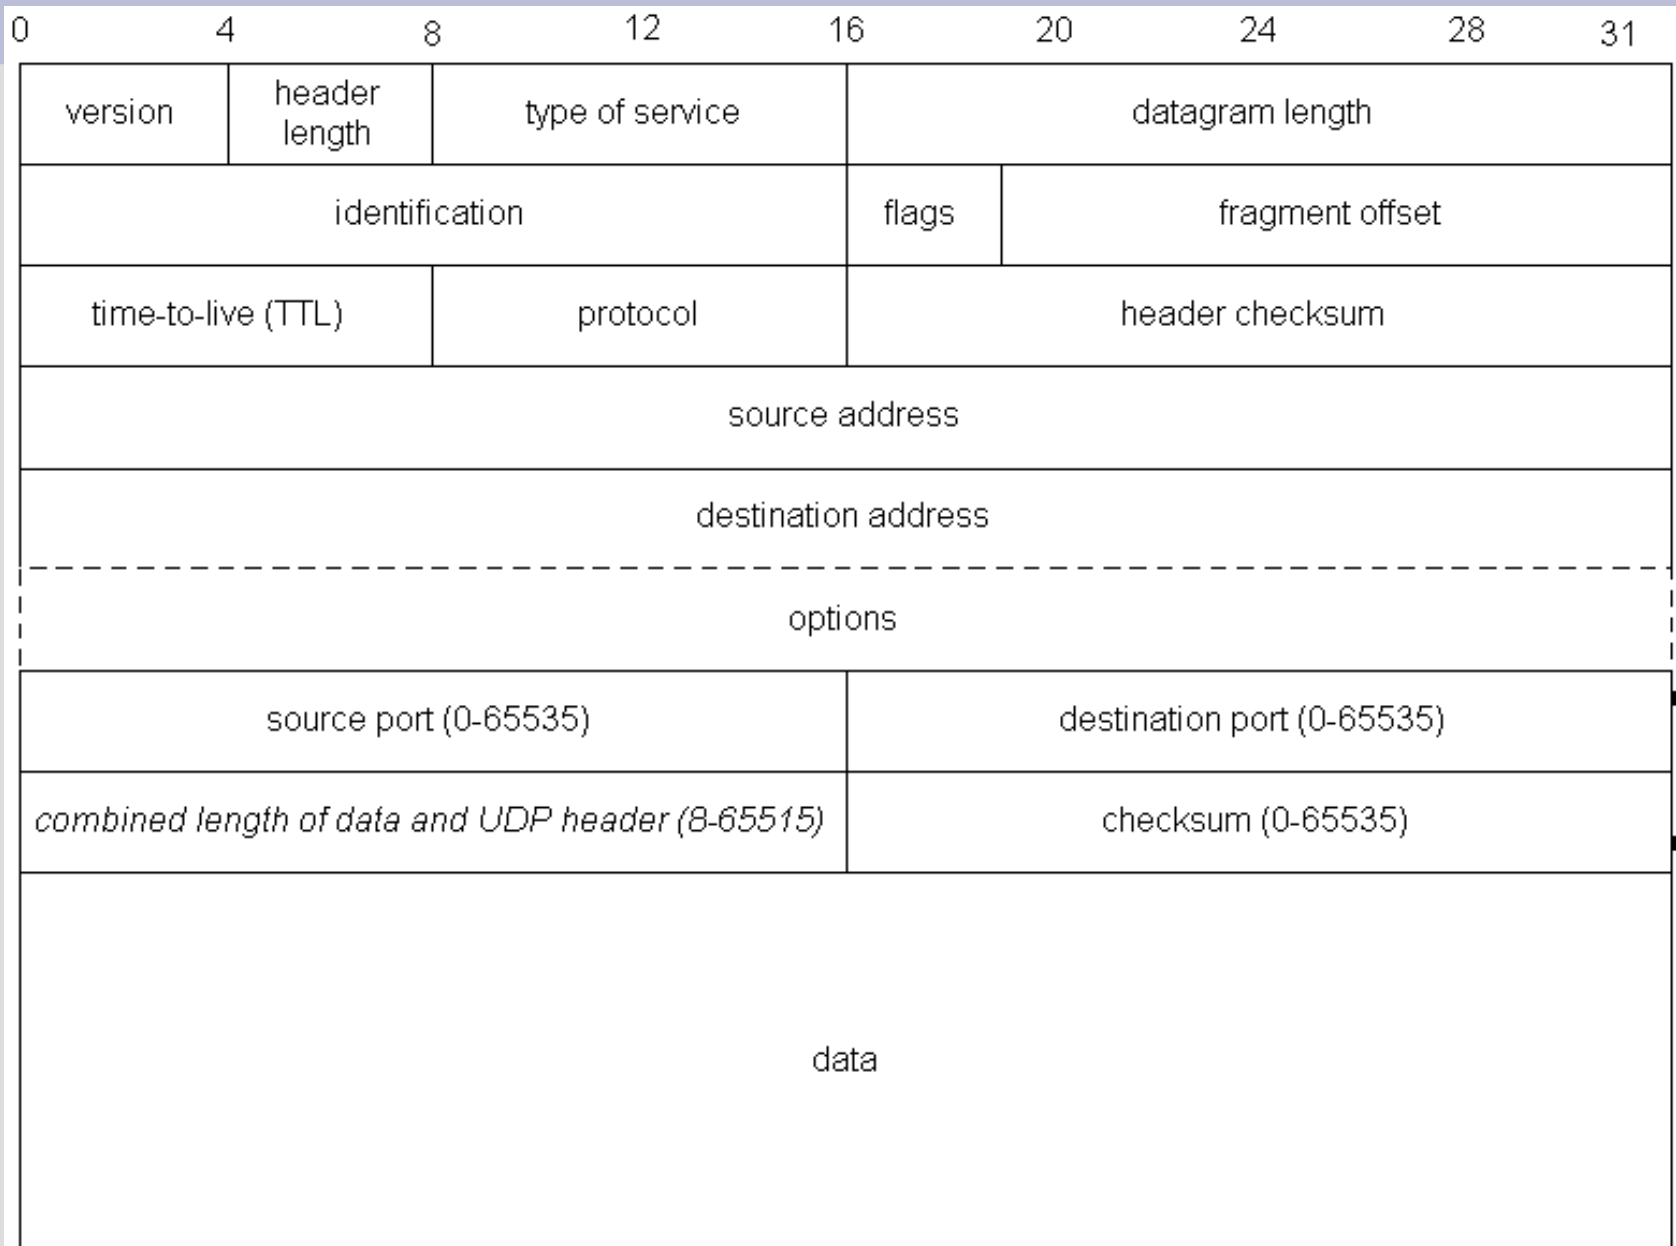 0 4 8 12 16 20 24 28 31
version header length type of service datagram length
identification flags fragment offset
time-to-live (TTL) protocol header checksum
source address
destination address
options
source port (0-65535) destination port (0-65535)
combined length of data and UDP header (8-65515) checksum (0-65535)
data